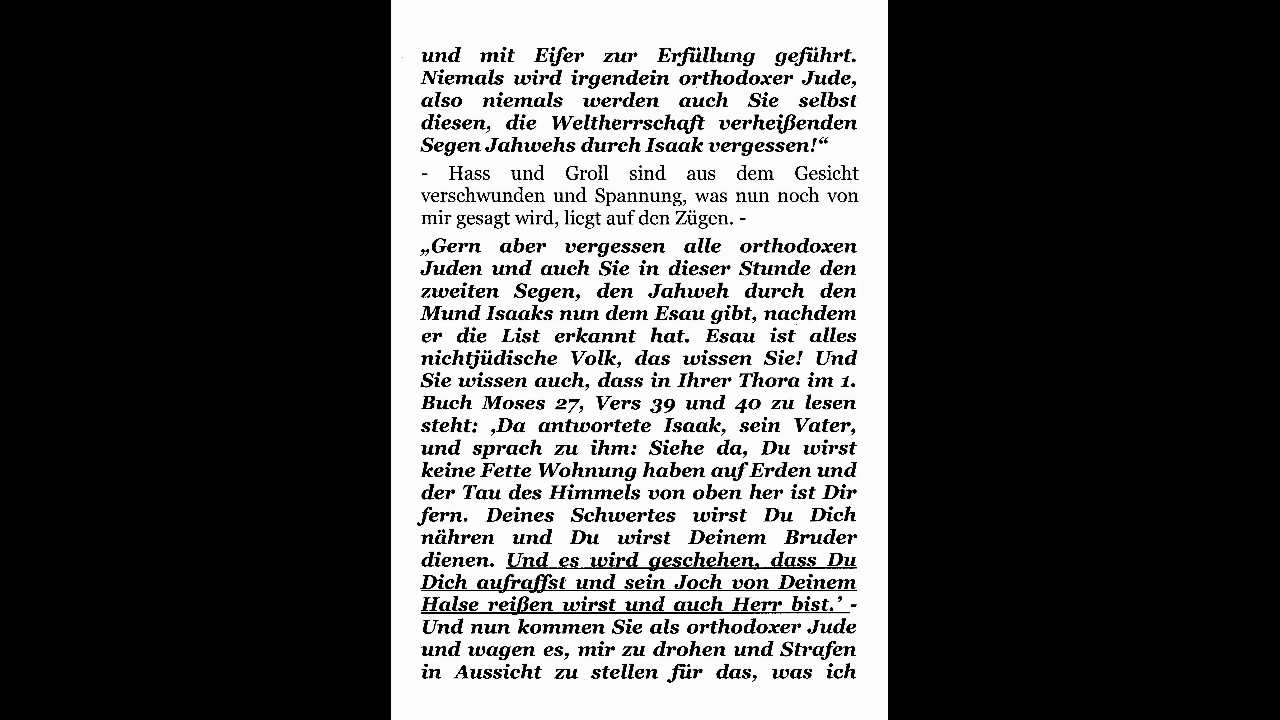 und mit Eifer zur Erfüllung geführt.
Niemals wird irgendein orthodoxer Jude,
also niemals werden auch Sie selbst
diesen, die Weltherrschaft verheißenden
Segen Jahwehs durch Isaak vergessen!“
- Hass und Groll sind aus dem Gesicht
verschwunden und Spannung, was nun noch von
mir gesagt wird, liegt auf den Zügen. -
„Gern aber vergessen alle orthodoxen
Juden und auch Sie in dieser Stunde den
zweiten Segen, den Jahweh durch den
Mund Isaaks nun dem Esau gibt, nachdem
er die List erkannt hat. Esau ist alles
nichtjüdische Volk, das wissen Sie! Und
Sie wissen auch, dass in Ihrer Thora im 1.
Buch Moses 27, Vers 39 und 40 zu lesen
steht: ‚Da antwortete Isaak, sein Vater,
und sprach zu ihm: Siehe da, Du wirst
keine Fette Wohnung haben auf Erden und
der Tau des Himmels von oben her ist Dir
fern. Deines Schwertes wirst Du Dich
nähren und Du wirst Deinem Bruder
dienen. Und es wird geschehen, dass Du
Dich aufraffst und sein Joch von Deinem
Halse reißen wirst und auch Herr bist.’ -
Und nun kommen Sie als orthodoxer Jude
und wagen es, mir zu drohen und Strafen
in Aussicht zu stellen für das, was ich